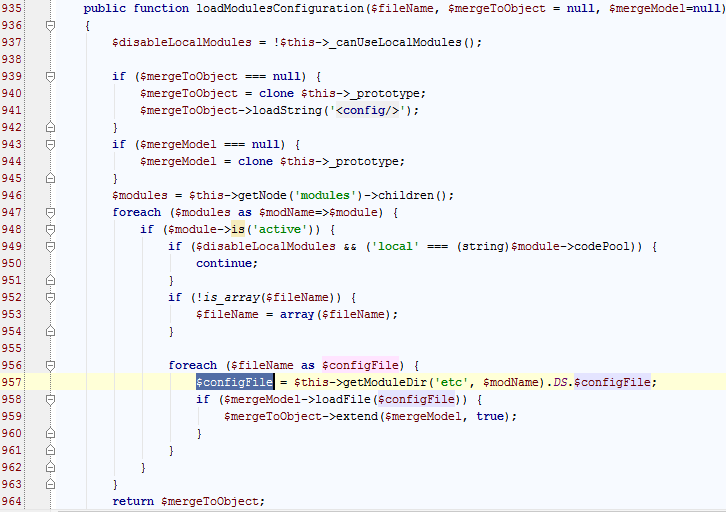 935 public function loadModulesConfiguration($fileName, $mergeToObject = null, $mergeModel=null)
936 {
937 $disableLocalModules = !$this->_canUseLocalModules();
938
939 if ($mergeToObject === null) {
940 $mergeToObject = clone $this->_prototype;
941 $mergeToObject->loadString('<config/>');
942 }
943 if ($mergeModel === null) {
944 $mergeModel = clone $this->_prototype;
945 }
946 $modules = $this->getNode('modules')->children();
947 foreach ($modules as $modName=>$module) {
948 if ($module->is('active')) {
949 if ($disableLocalModules && ('local' === (string)$module->codePool)) {
950 continue;
951 }
952 if (!is_array($fileName)) {
953 $fileName = array($fileName);
954 }
955
956 foreach ($fileName as $configFile) {
957 $configFile = $this->getModuleDir('etc', $modName).DS.$configFile;
958 if ($mergeModel->loadFile($configFile)) {
959 $mergeToObject->extend($mergeModel, true);
960 }
961 }
962 }
963 }
964 return $mergeToObject;